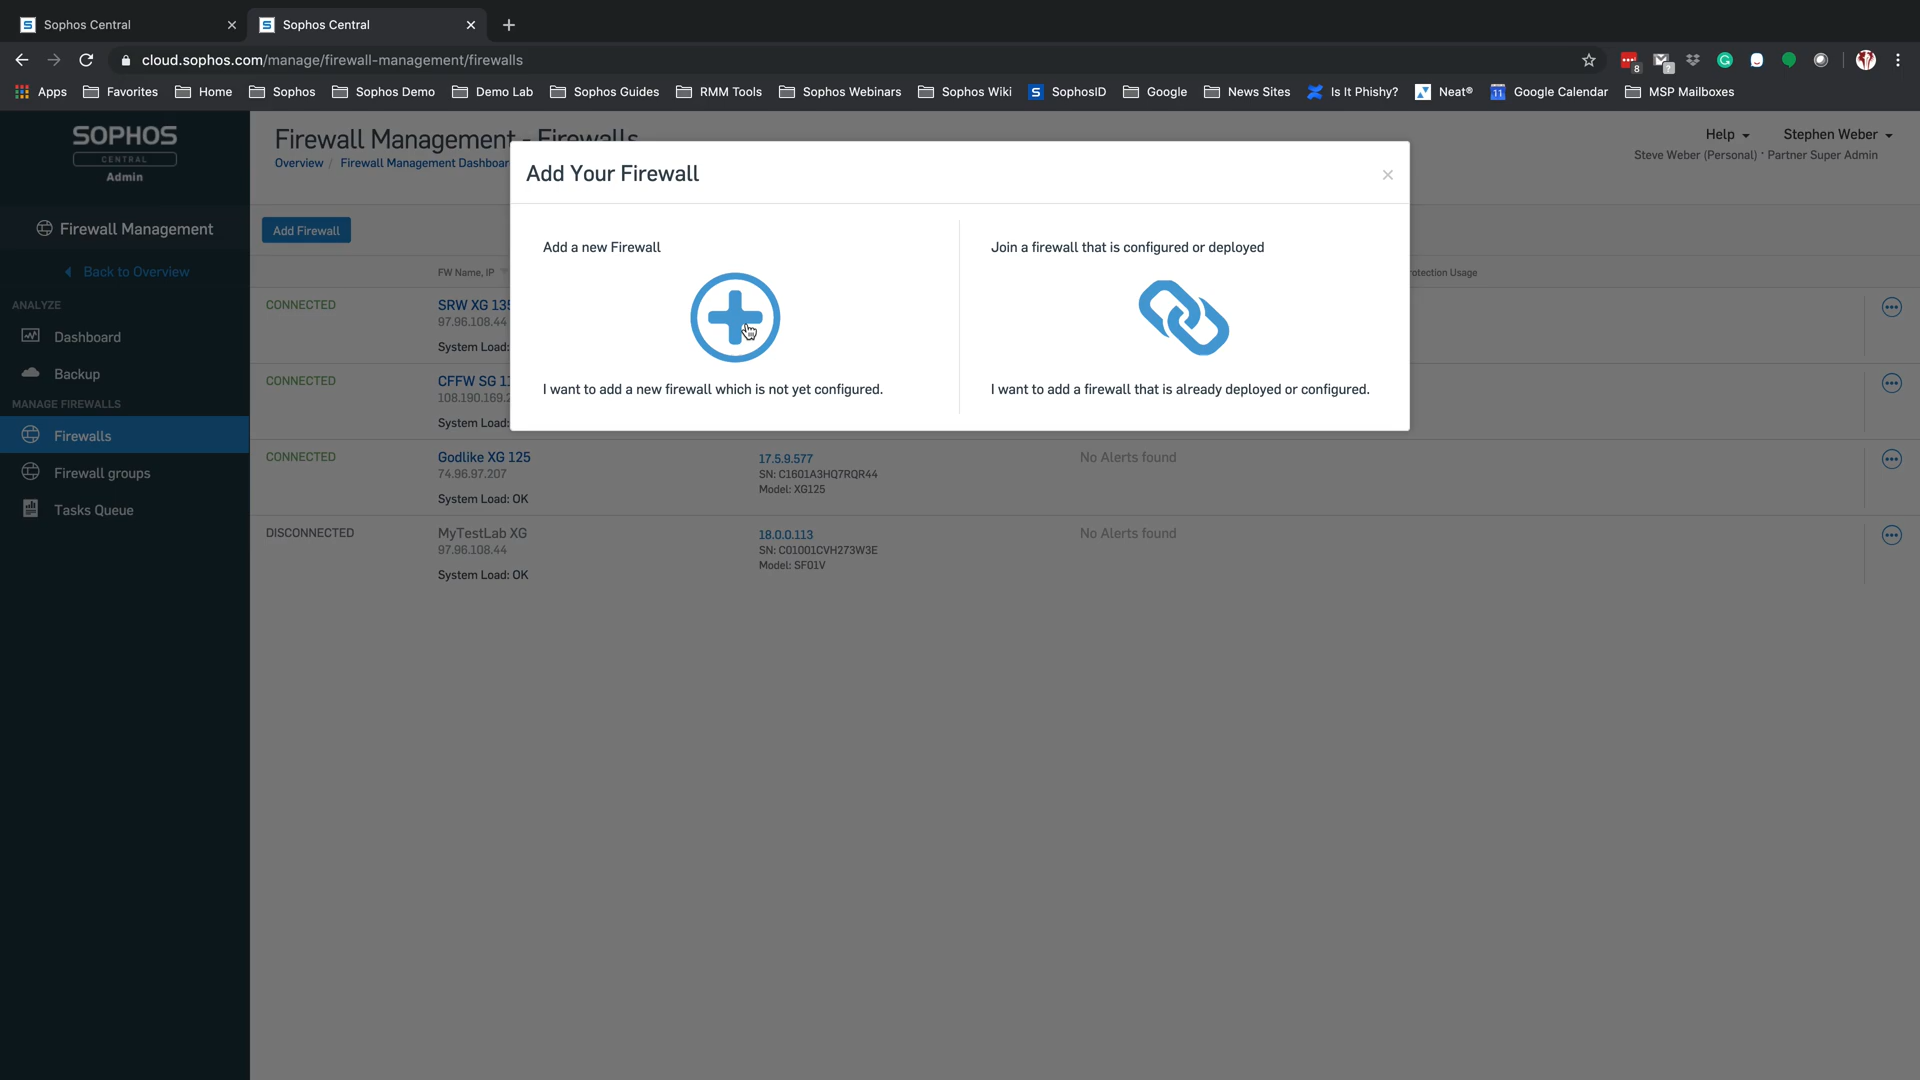 Sophos Central
Sophos Central
cloud.sophos.com/manage/firewall-management/firewalls
8
?
Apps Favorites Home Sophos Sophos Demo Demo Lab Sophos Guides RMM Tools Sophos Webinars Sophos Wiki SophosID Google News Sites Is It Phishy? Neat® 11 Google Calendar MSP Mailboxes
SOPHOS
CENTRAL
Admin
Firewall Management
Back to Overview
ANALYZE
Dashboard
Backup
MANAGE FIREWALLS
Firewalls
Firewall groups
Tasks Queue
Firewall Management - Firewalls
Overview / Firewall Management Dashboar
Help Stephen Weber
Steve Weber (Personal) · Partner Super Admin
Add Firewall
Add Your Firewall
Add a new Firewall
I want to add a new firewall which is not yet configured.
Join a firewall that is configured or deployed
I want to add a firewall that is already deployed or configured.
FW Name, IP otection Usage
CONNECTED SRW XG 135
97.96.108.44
System Load:
CONNECTED CFFW SG 11
108.190.169.2
System Load:
CONNECTED Godlike XG 125 17.5.9.577 No Alerts found
74.96.97.207 SN: C1601A3HQ7RQR44
Model: XG125
System Load: OK
DISCONNECTED MyTestLab XG 18.0.0.113 No Alerts found
97.96.108.44 SN: C01001CVH273W3E
Model: SF01V
System Load: OK